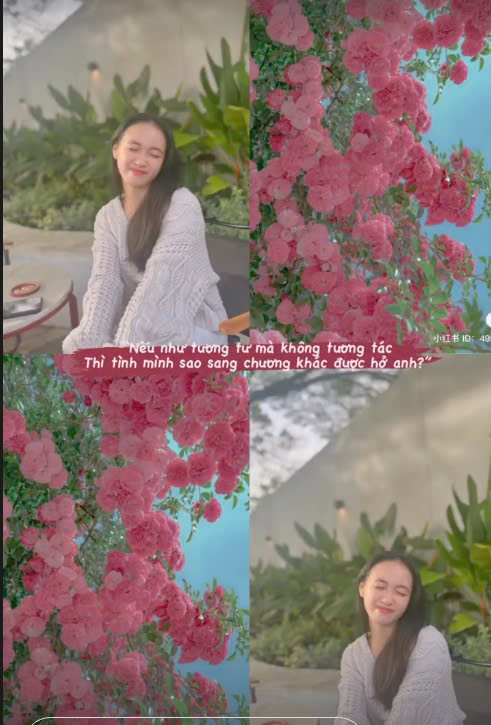 小红书 ID：495
"Nếu như tương tư mà không tương tác
Thì tình mình sao sang chương khác được hở anh?"